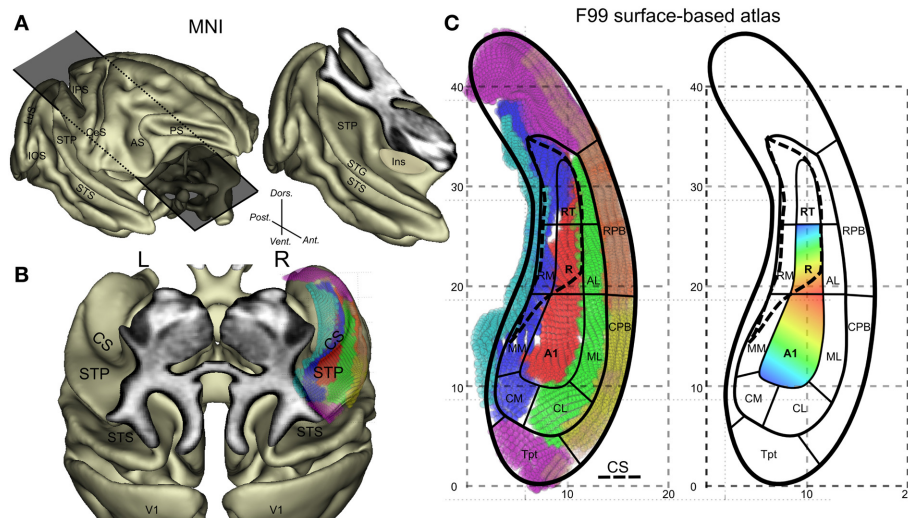 A
MNI
IPS
LuS
CeS
STP
PS
AS
IOS
STS
STP
Ins
STG
STS
Dors.
Post.
Vent.
Ant.
B
L
R
CS
CS
STP
STP
STS
STS
V1
V1
C
F99 surface-based atlas
40
30
20
10
0
10
20
RT
RPB
R
RM
AL
MM
A1
ML
CM
CL
Tpt
CS
40
30
20
10
0
10
2
RT
RPB
R
RM
AL
CPB
MM
A1
ML
CM
CL
Tpt